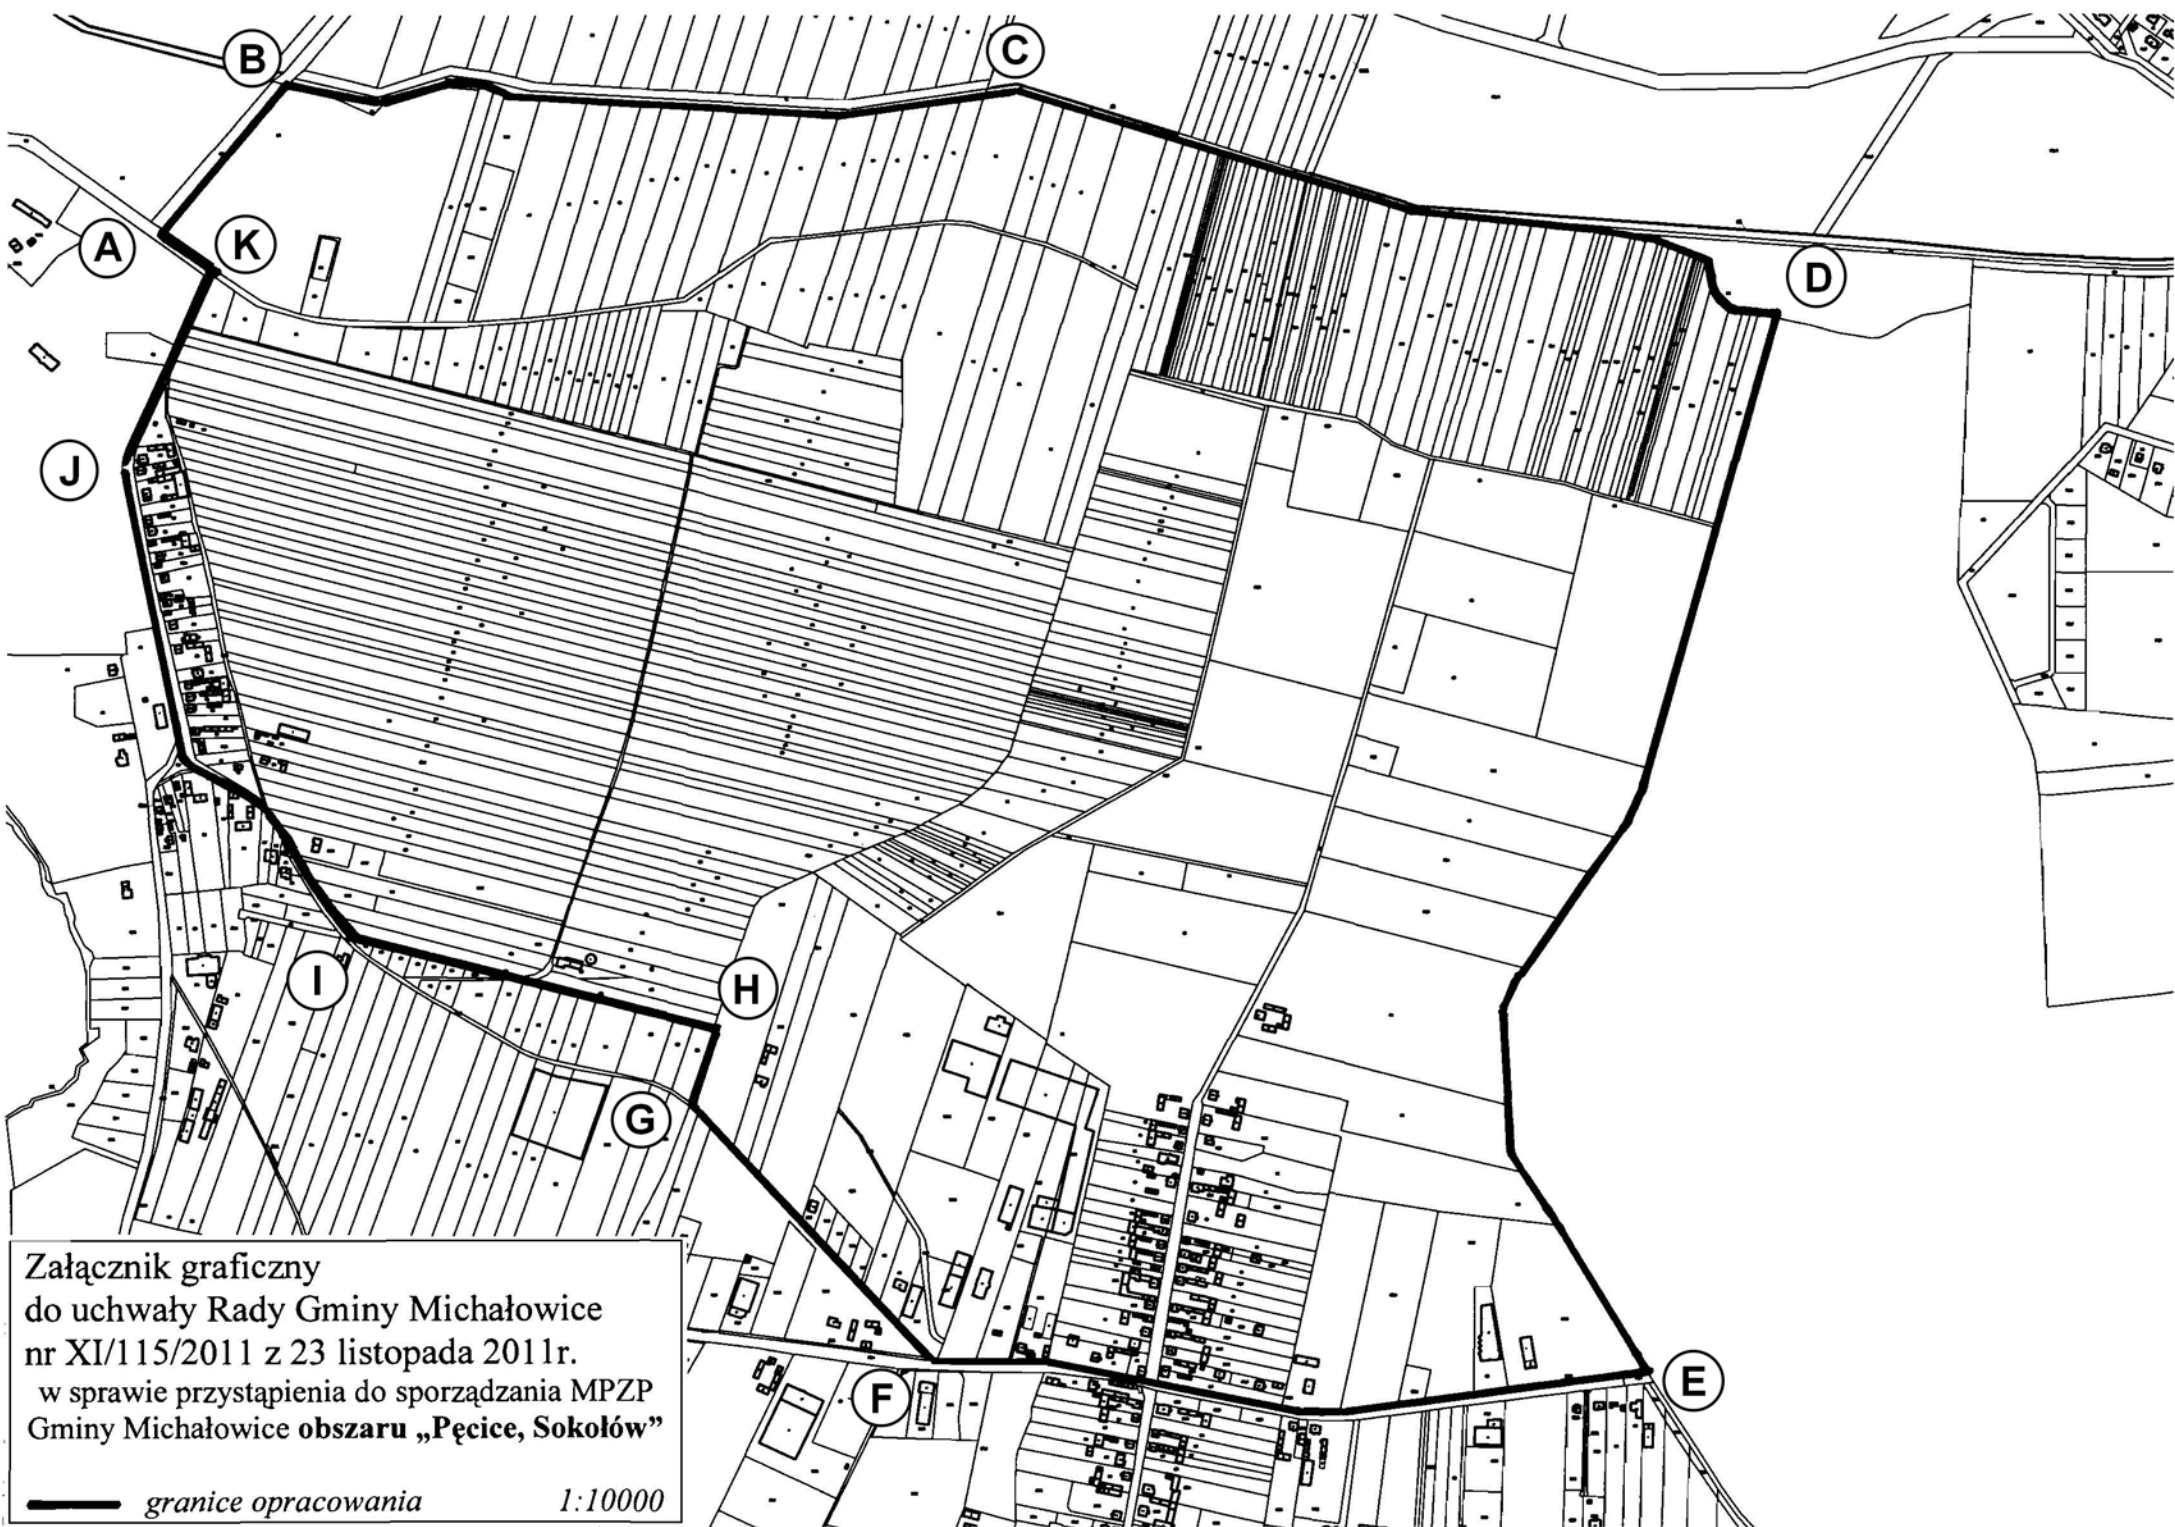 B
C
A
K
D
J
I
H
G
F
E
Załącznik graficzny
do uchwały Rady Gminy Michałowice
nr XI/115/2011 z 23 listopada 2011r.
w sprawie przystąpienia do sporządzania MPZP
Gminy Michałowice obszaru „Pęcice, Sokołów”
granice opracowania 1:10000